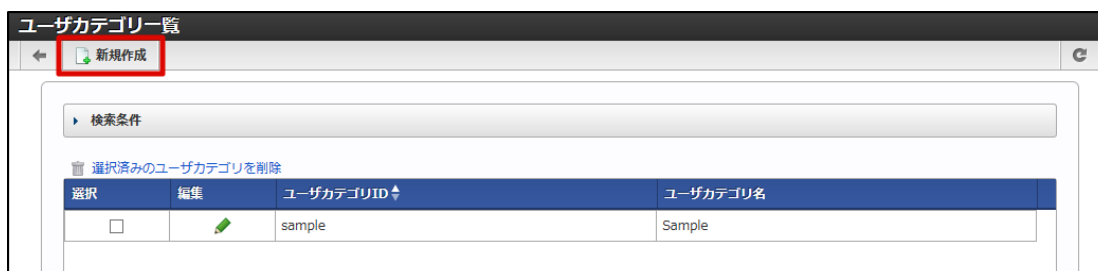 ユーザカテゴリ一覧
新規作成
検索条件
選択済みのユーザカテゴリを削除
選択 編集 ユーザカテゴリID ユーザカテゴリ名
sample Sample